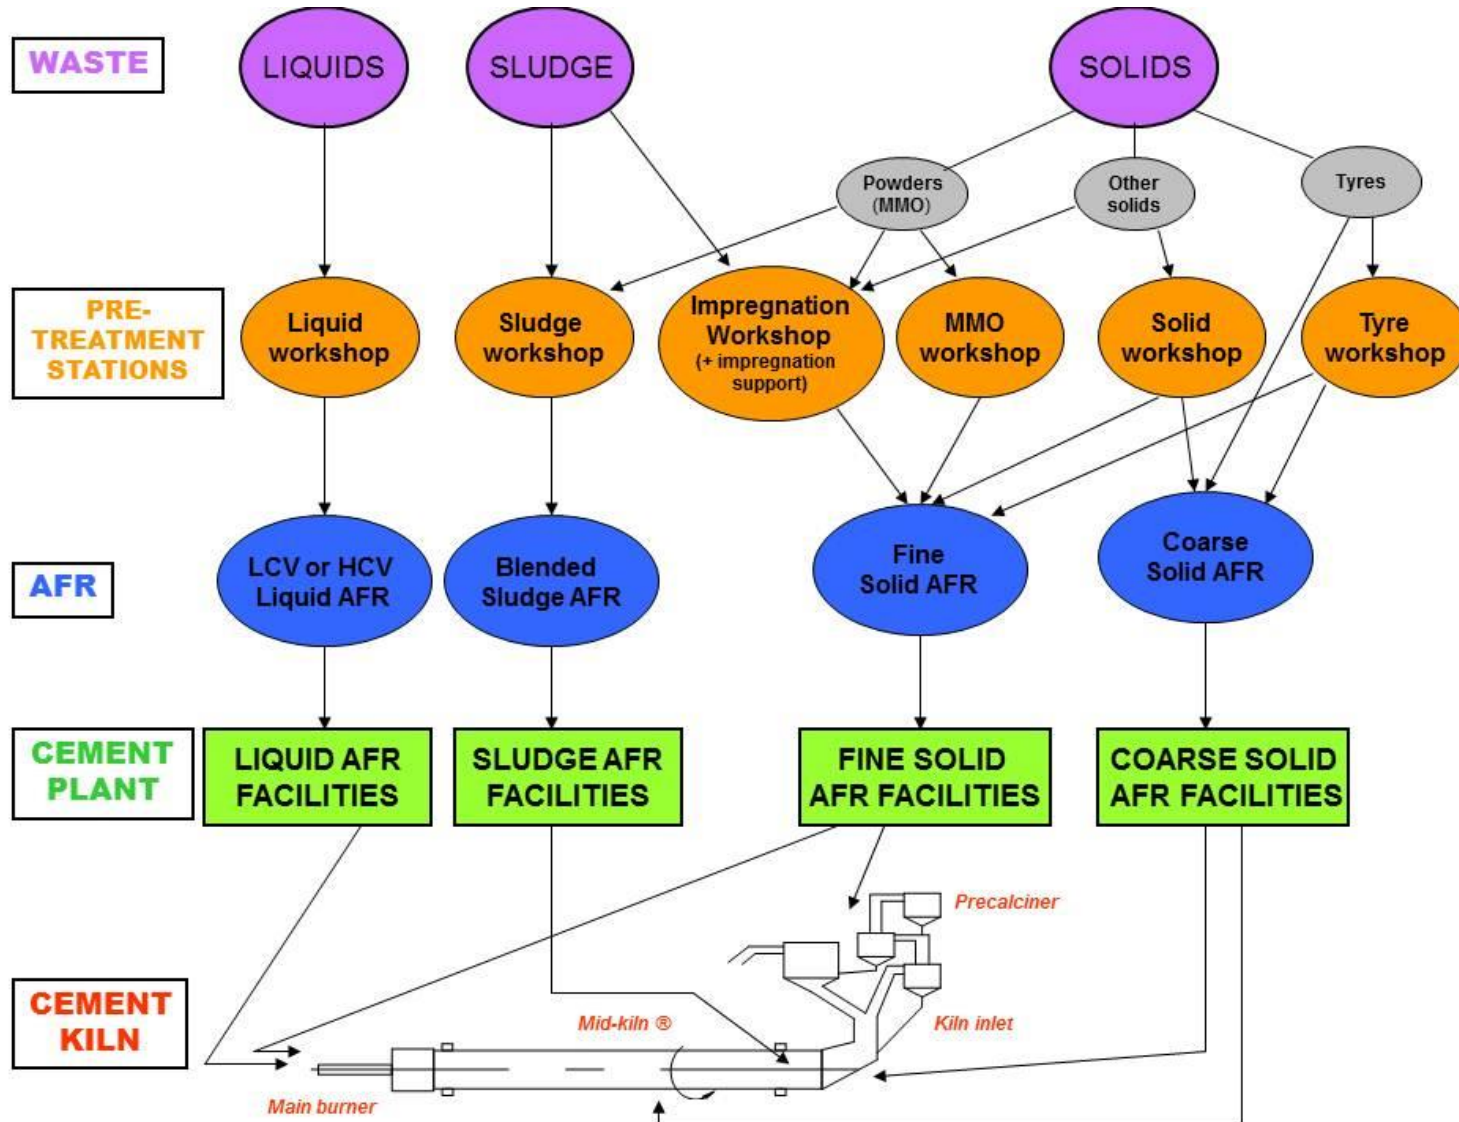 WASTE
LIQUIDS
SLUDGE
SOLIDS
Powders
(MMO)
Other
solids
Tyres
PRE-
TREATMENT
STATIONS
Liquid
workshop
Sludge
workshop
Impregnation
Workshop
(+ impregnation
support)
MMO
workshop
Solid
workshop
Tyre
workshop
AFR
LCV or HCV
Liquid AFR
Blended
Sludge AFR
Fine
Solid AFR
Coarse
Solid AFR
CEMENT
PLANT
LIQUID AFR
FACILITIES
SLUDGE AFR
FACILITIES
FINE SOLID
AFR FACILITIES
COARSE SOLID
AFR FACILITIES
Precalciner
CEMENT
KILN
Mid-kiln ®
Kiln inlet
Main burner